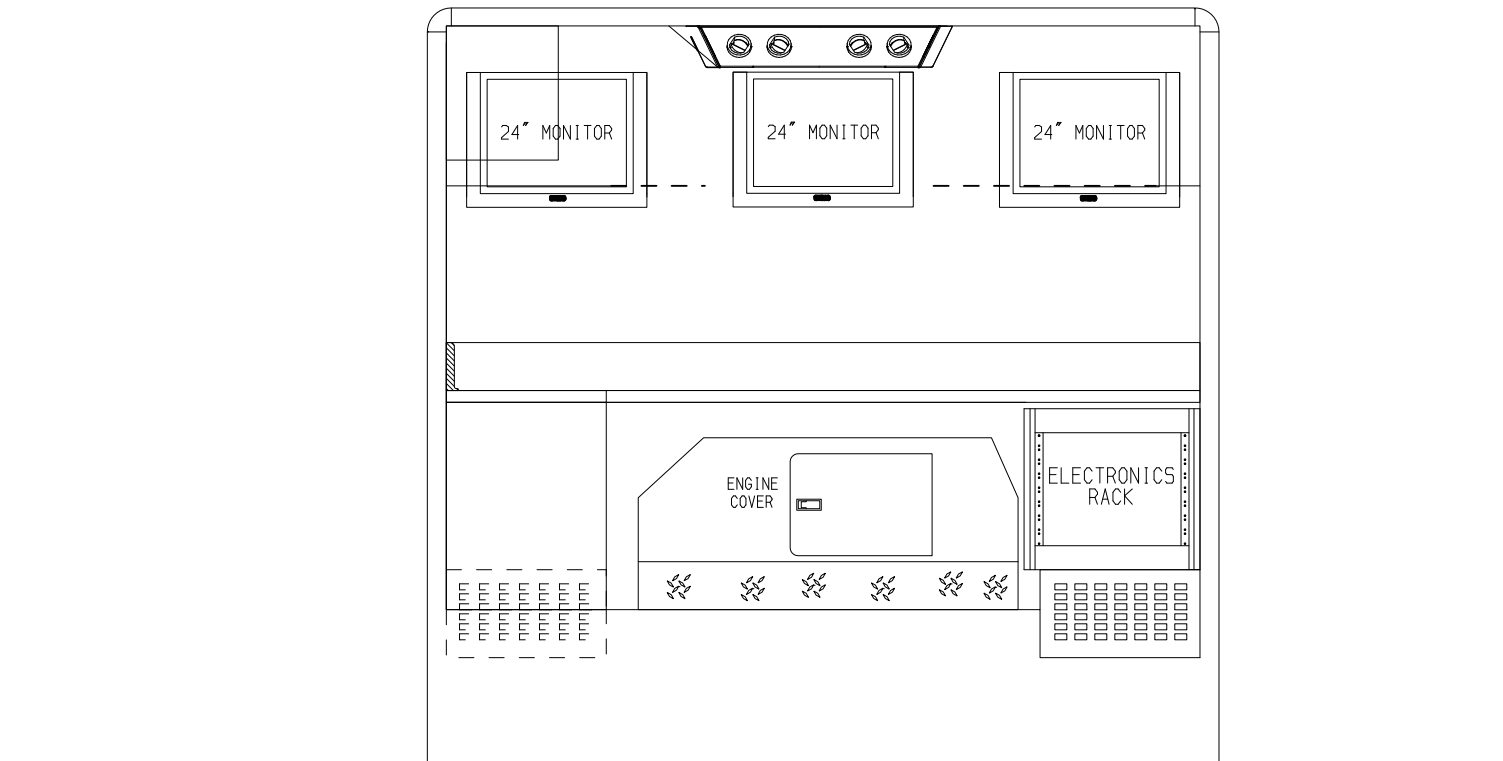 24″ MONITOR
24″ MONITOR
24″ MONITOR
ENGINE
COVER
ELECTRONICS
RACK